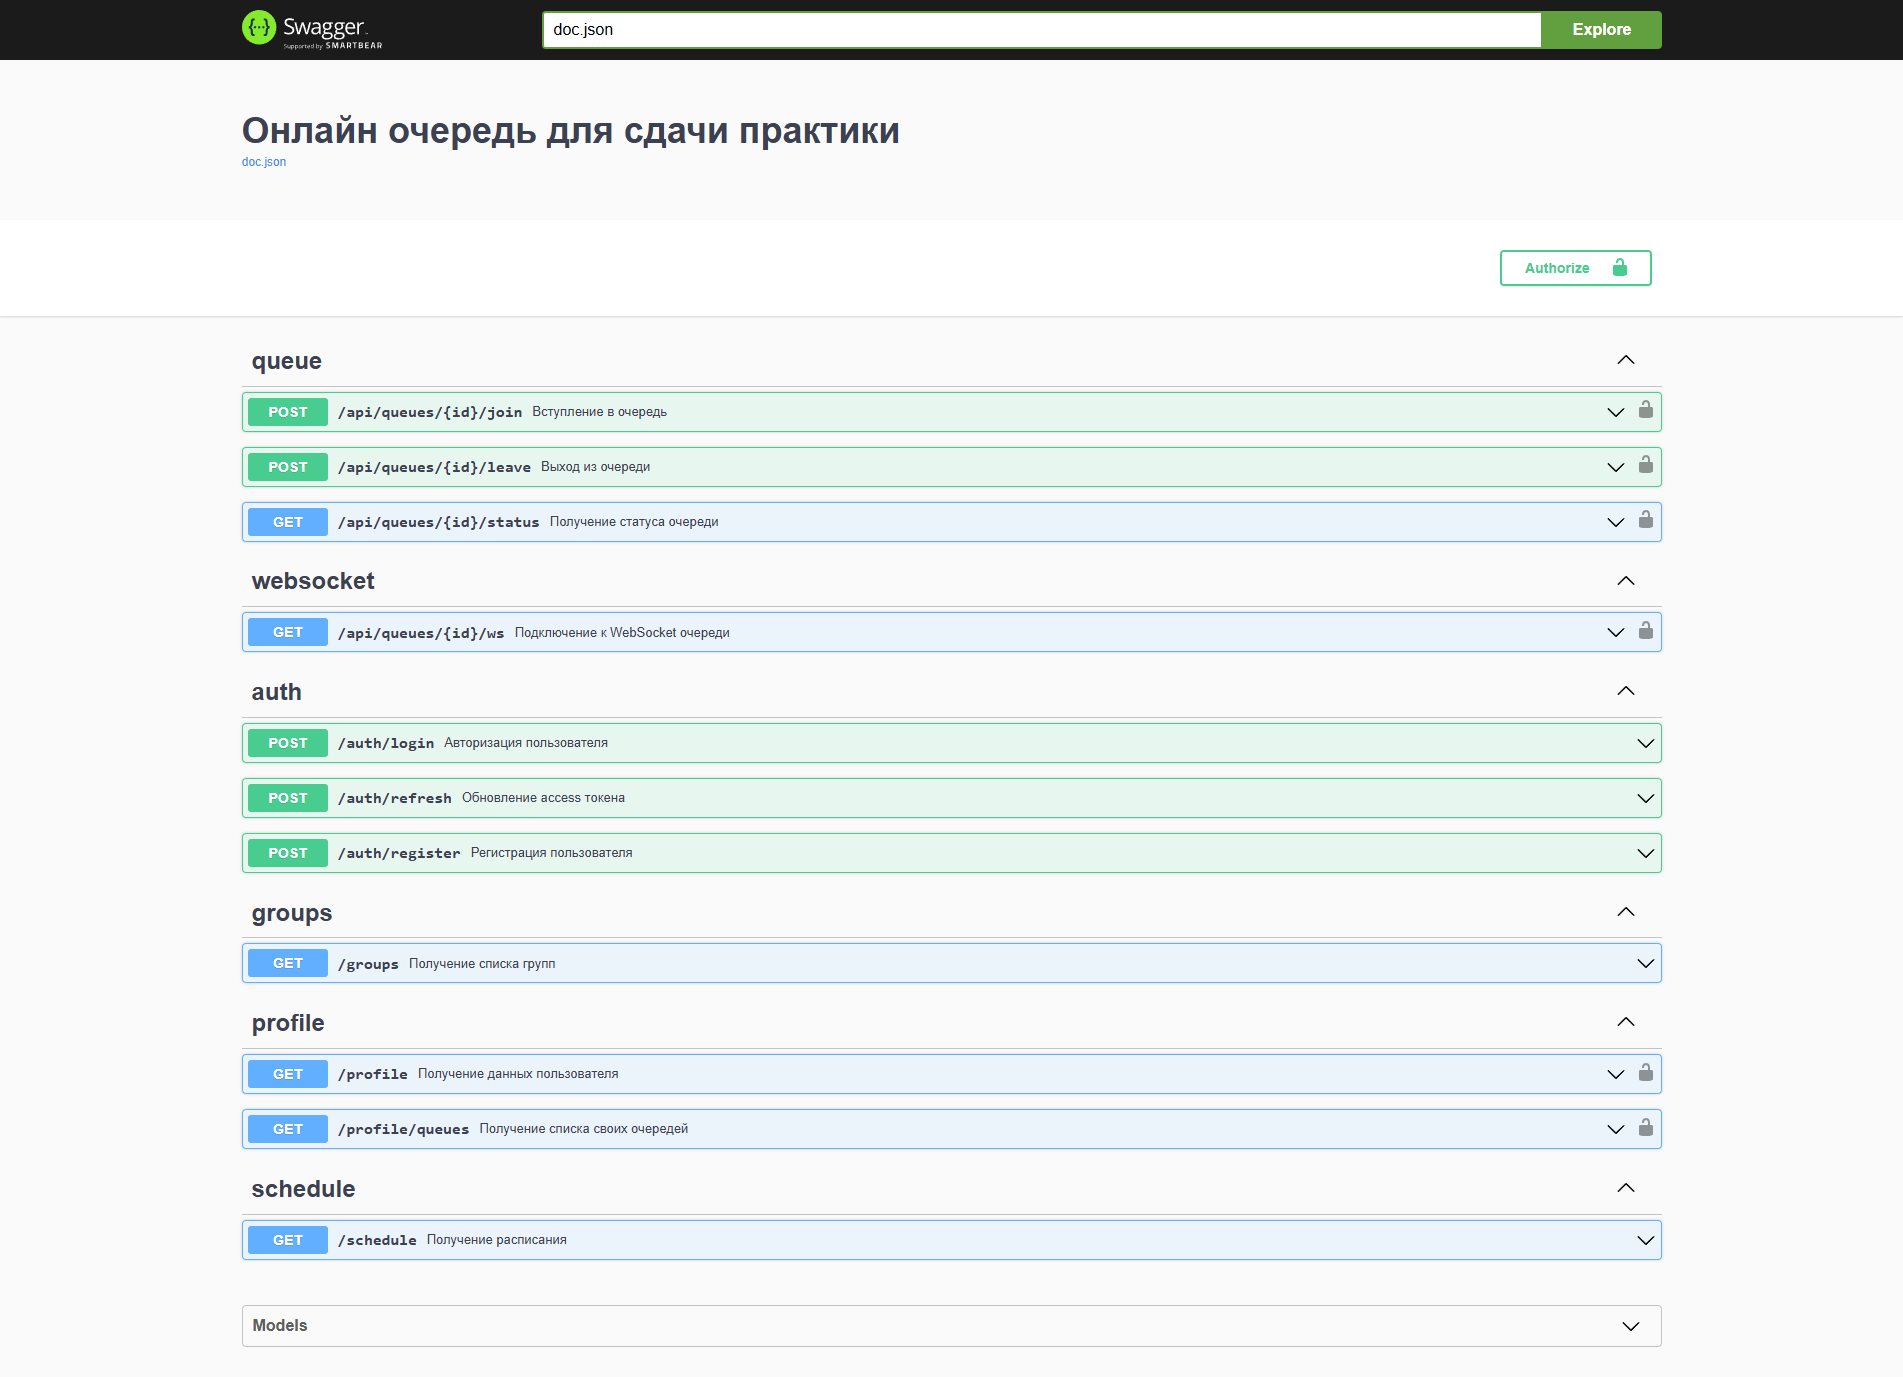 Swagger
Supported by SMARTBEAR
doc.json
Explore
Онлайн очередь для сдачи практики
doc.json
Authorize
queue
POST /api/queues/{id}/join Вступление в очередь
POST /api/queues/{id}/leave Выход из очереди
GET /api/queues/{id}/status Получение статуса очереди
websocket
GET /api/queues/{id}/ws Подключение к WebSocket очереди
auth
POST /auth/login Авторизация пользователя
POST /auth/refresh Обновление access токена
POST /auth/register Регистрация пользователя
groups
GET /groups Получение списка групп
profile
GET /profile Получение данных пользователя
GET /profile/queues Получение списка своих очередей
schedule
GET /schedule Получение расписания
Models